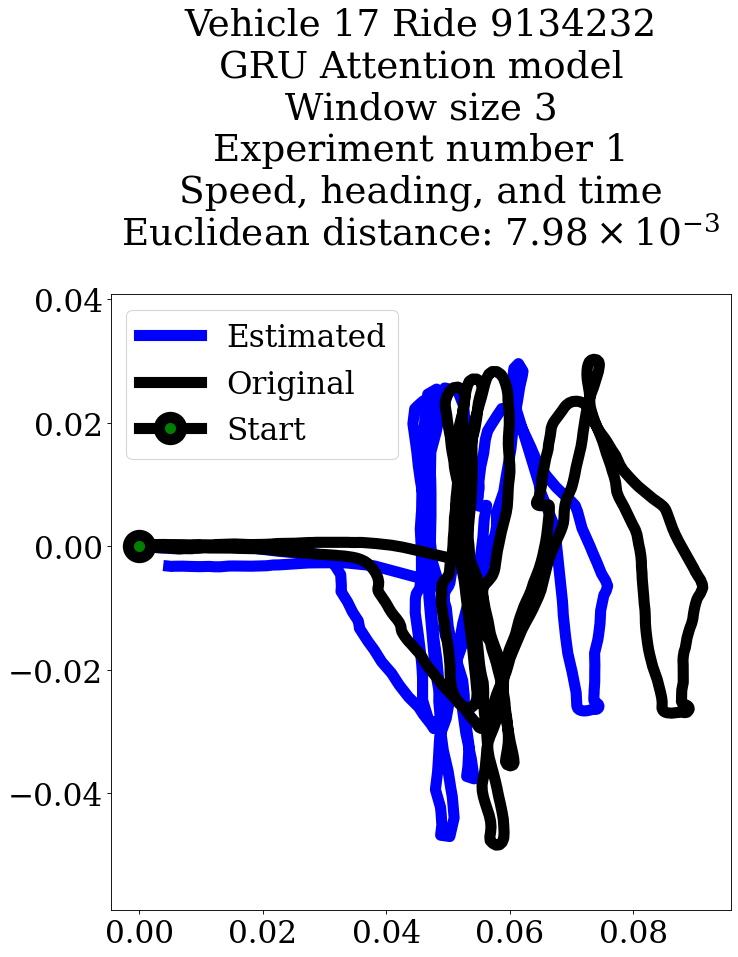 Vehicle 17 Ride 9134232
GRU Attention model
Window size 3
Experiment number 1
Speed, heading, and time
Euclidean distance: 7.98 × 10⁻³
0.04
0.02
0.00
−0.02
−0.04
Estimated
Original
Start
0.00 0.02 0.04 0.06 0.08